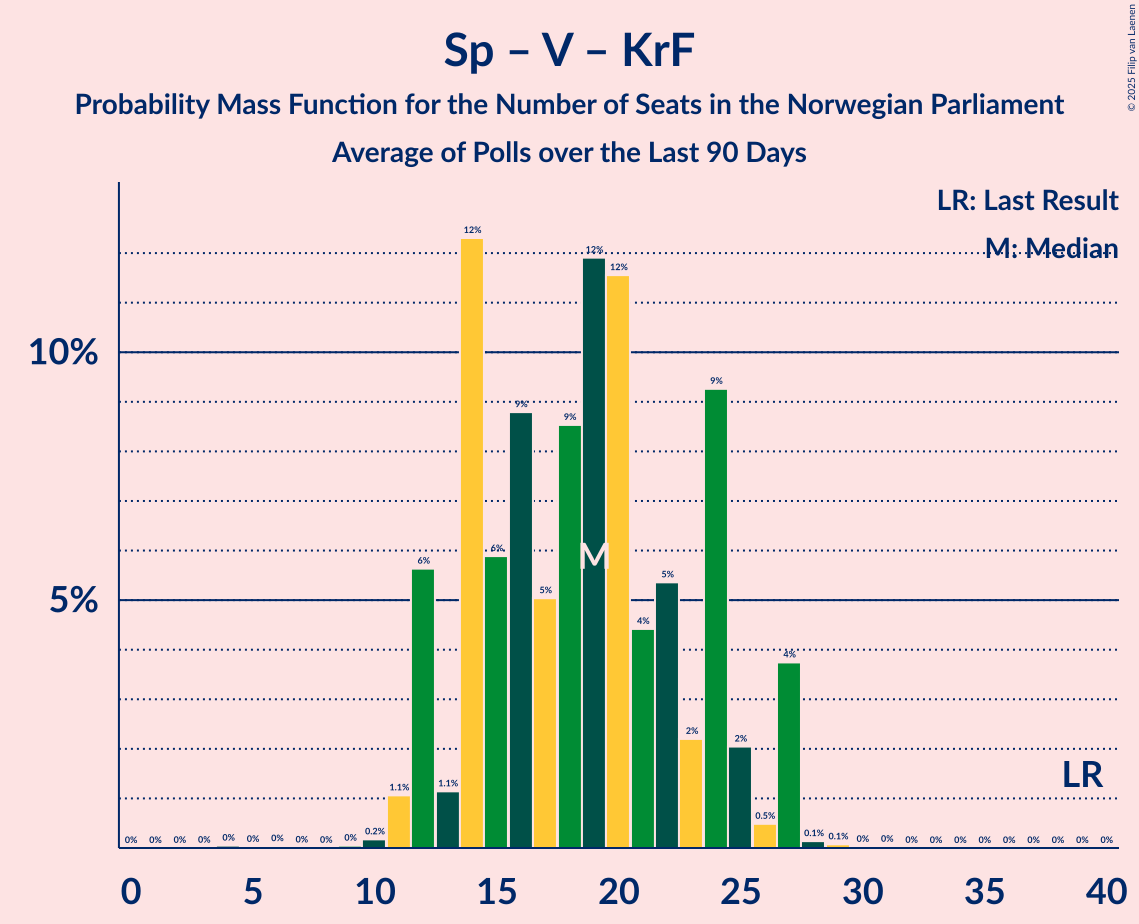 Sp – V – KrF
Probability Mass Function for the Number of Seats in the Norwegian Parliament
Average of Polls over the Last 90 Days
© 2025 Filip van Laenen
LR: Last Result
M: Median
10%
5%
0% 0% 0% 0% 0% 0% 0% 0% 0% 0% 0.2% 1.1% 6% 1.1% 12% 6% 9% 5% 9% 12% 12% 4% 5% 2% 9% 2% 0.5% 4% 0.1% 0.1% 0% 0% 0% 0% 0% 0% 0% 0% 0% 0% 0%
M
LR
0 5 10 15 20 25 30 35 40